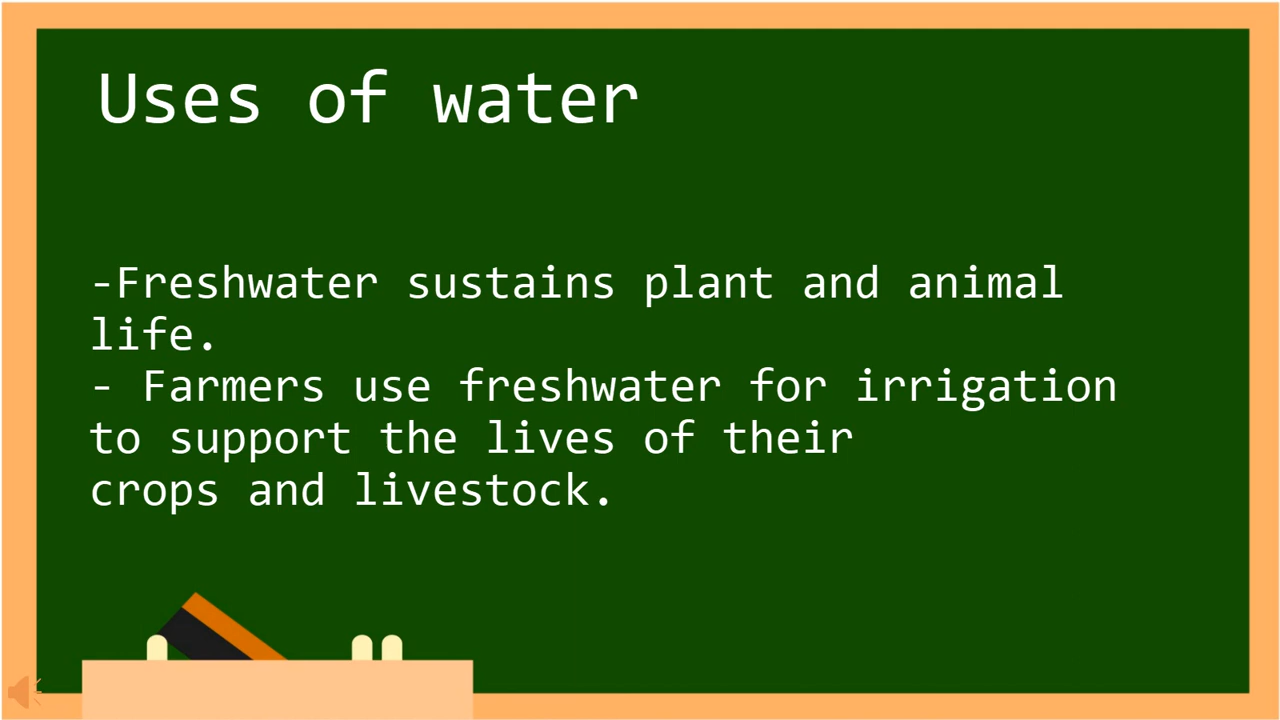 Uses of water
-Freshwater sustains plant and animal
life.
- Farmers use freshwater for irrigation
to support the lives of their
crops and livestock.